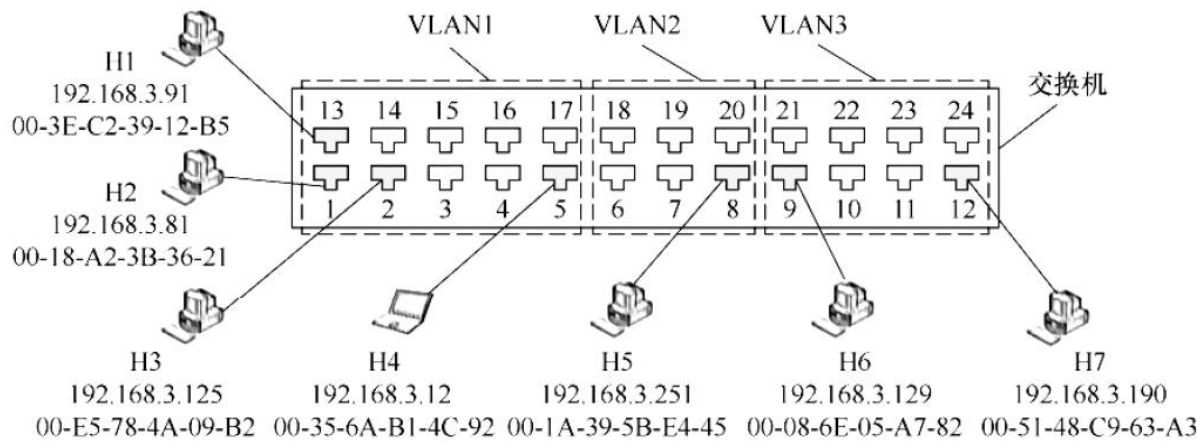 VLAN1 VLAN2 VLAN3
H1
192.168.3.91
00-3E-C2-39-12-B5
交换机
13 14 15 16 17 18 19 20 21 22 23 24
1 2 3 4 5 6 7 8 9 10 11 12
H2
192.168.3.81
00-18-A2-3B-36-21
H3 H4 H5 H6 H7
192.168.3.125 192.168.3.12 192.168.3.251 192.168.3.129 192.168.3.190
00-E5-78-4A-09-B2 00-35-6A-B1-4C-92 00-1A-39-5B-E4-45 00-08-6E-05-A7-82 00-51-48-C9-63-A3